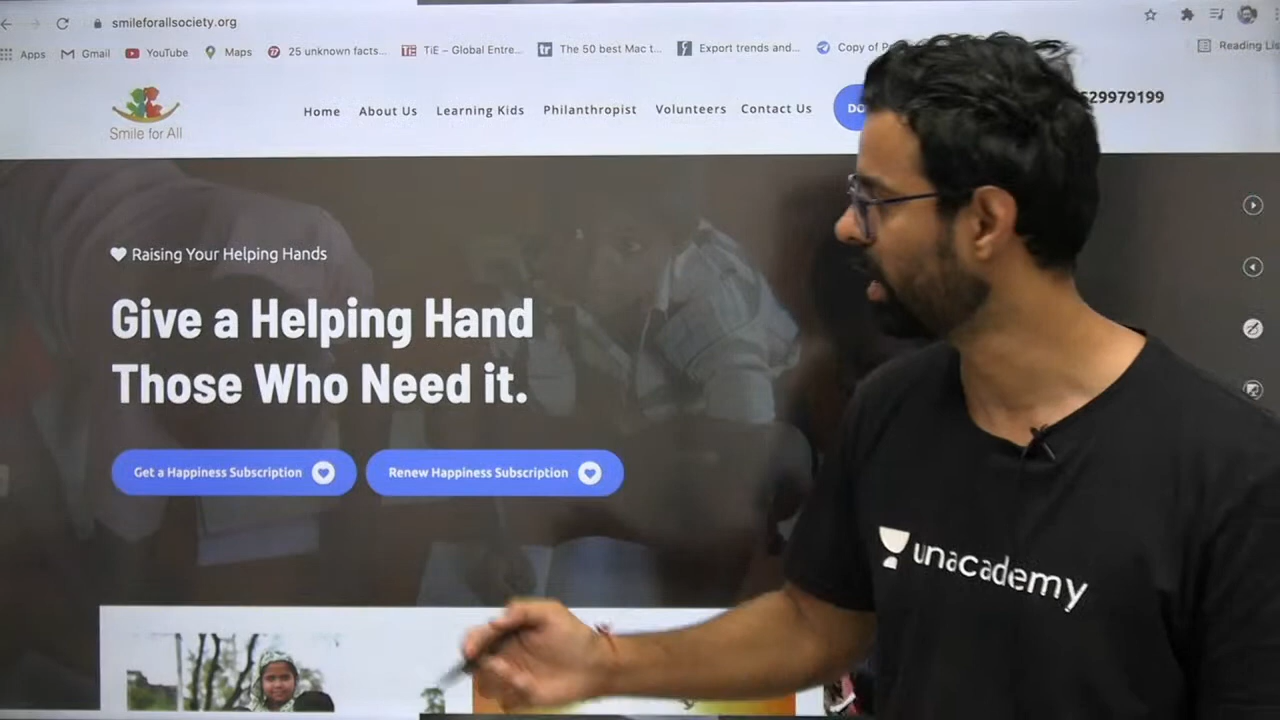 smileforallsociety.org
Apps
Gmail
YouTube
Maps
25 unknown facts...
TiE – Global Entre...
The 50 best Mac t...
Export trends and...
Copy of
Reading Lis
Smile for All
Home
About Us
Learning Kids
Philanthropist
Volunteers
Contact Us
DO
529979199
Raising Your Helping Hands
Give a Helping Hand
Those Who Need it.
Get a Happiness Subscription
Renew Happiness Subscription
unacademy